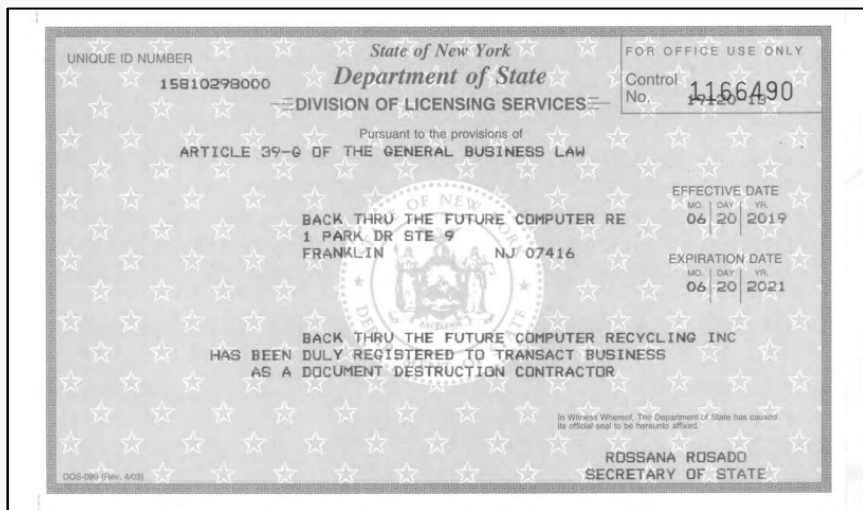 UNIQUE ID NUMBER
15810298000
State of New York
Department of State
DIVISION OF LICENSING SERVICES
FOR OFFICE USE ONLY
Control No. 1166490
Pursuant to the provisions of
ARTICLE 39-G OF THE GENERAL BUSINESS LAW
EFFECTIVE DATE
MO. DAY YR.
06 20 2019
BACK THRU THE FUTURE COMPUTER RE
1 PARK DR STE 9
FRANKLIN NJ 07416
EXPIRATION DATE
MO. DAY YR.
06 20 2021
BACK THRU THE FUTURE COMPUTER RECYCLING INC
HAS BEEN DULY REGISTERED TO TRANSACT BUSINESS
AS A DOCUMENT DESTRUCTION CONTRACTOR
In Witness Whereof, The Department of State has caused
its official seal to be hereunto affixed.
ROSSANA ROSADO
SECRETARY OF STATE
DOS-099 (Rev. 4/03)